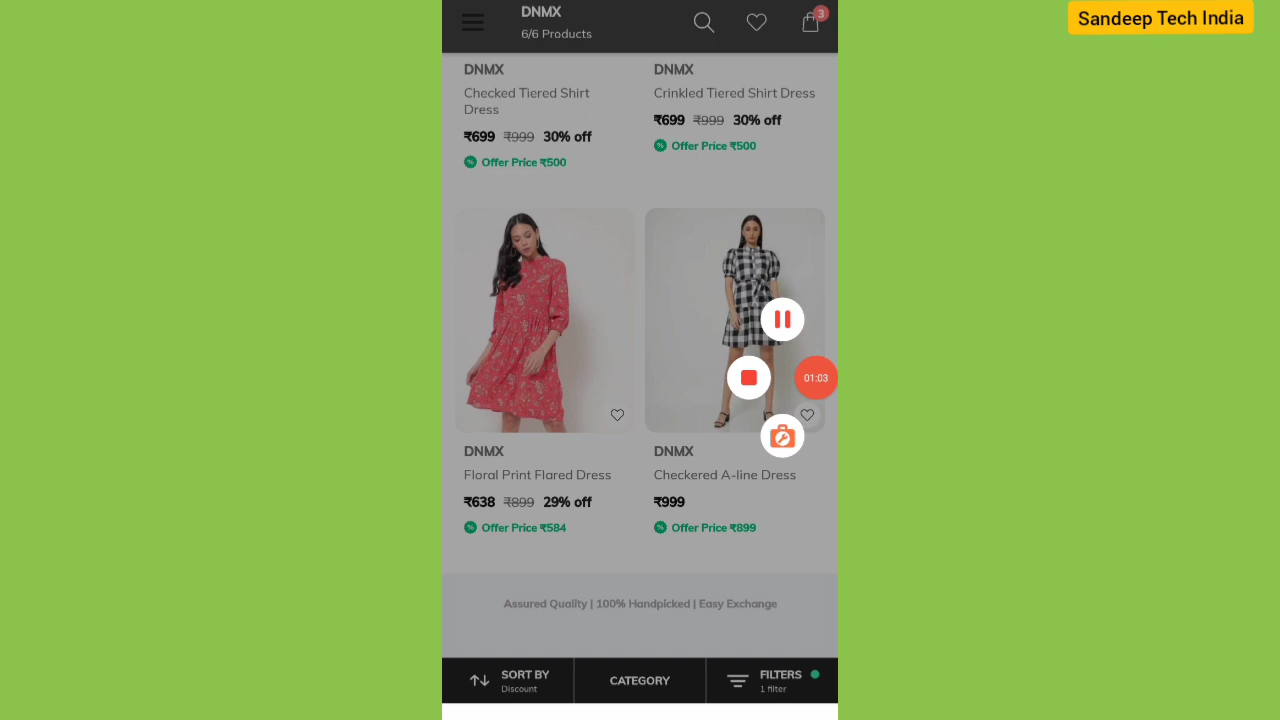 Sandeep Tech India
DNMX
6/6 Products
3
DNMX
Checked Tiered Shirt
Dress
₹699 ₹999 30% off
Offer Price ₹500
DNMX
Crinkled Tiered Shirt Dress
₹699 ₹999 30% off
Offer Price ₹500
01:03
DNMX
Floral Print Flared Dress
₹638 ₹899 29% off
Offer Price ₹584
DNMX
Checkered A-line Dress
₹999
Offer Price ₹899
Assured Quality | 100% Handpicked | Easy Exchange
SORT BY
Discount
CATEGORY
FILTERS
1 filter